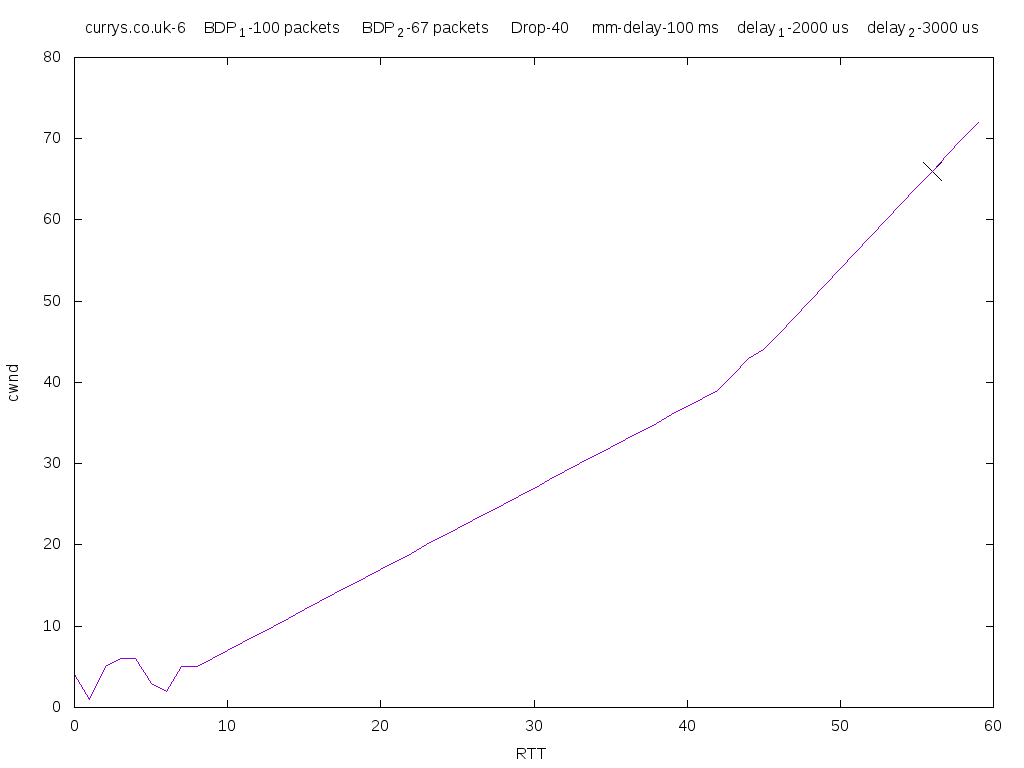 currys.co.uk-6 BDP1-100 packets BDP2-67 packets Drop-40 mm-delay-100 ms delay1-2000 us delay2-3000 us
80
70
60
50
40
30
20
10
0
cwnd
0 10 20 30 40 50 60
RTT